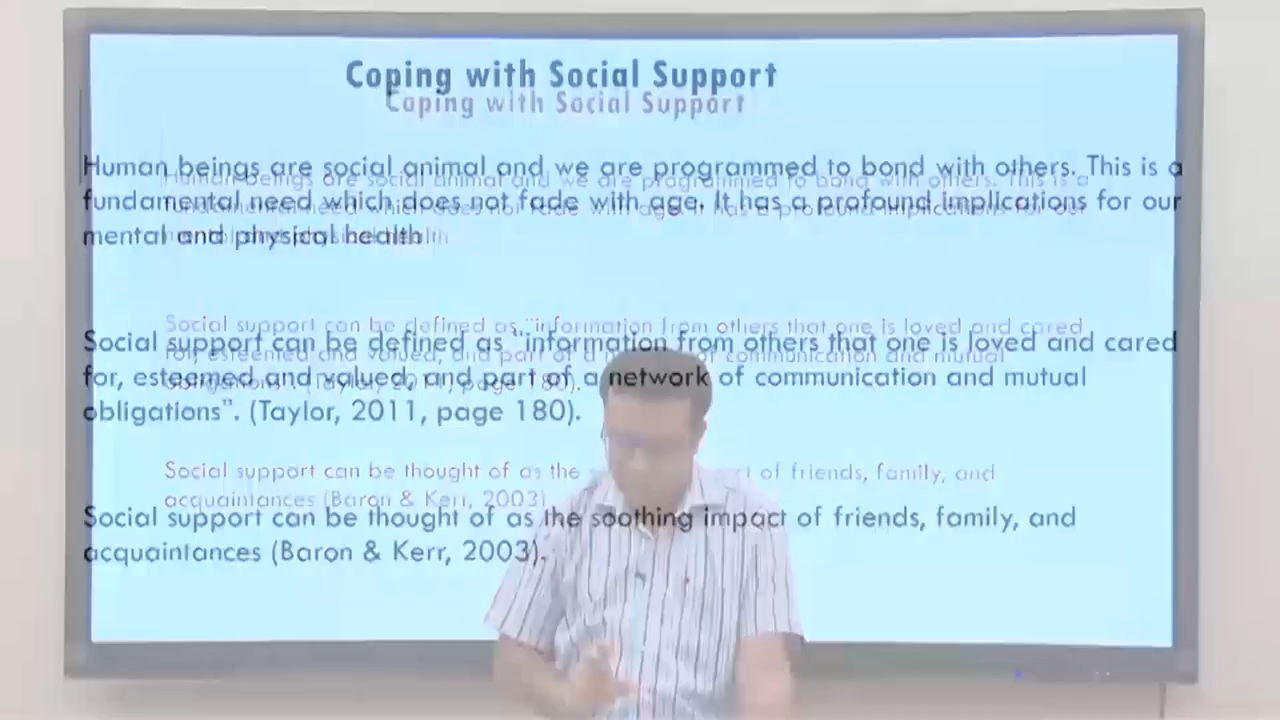 Coping with Social Support
Human beings are social animal and we are programmed to bond with others. This is a
fundamental need which does not fade with age. It has a profound implications for our
mental and physical health
Social support can be defined as "information from others that one is loved and cared
for, esteemed and valued, and part of a network of communication and mutual
obligations". (Taylor, 2011, page 180).
Social support can be thought of as the soothing impact of friends, family, and
acquaintances (Baron & Kerr, 2003).